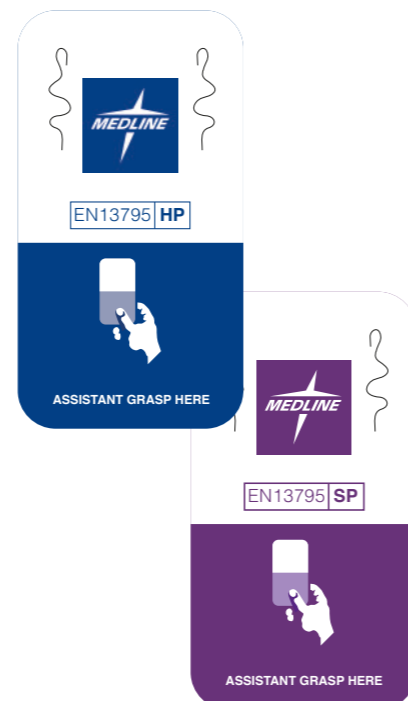 MEDLINE
EN13795 HP
ASSISTANT GRASP HERE
MEDLINE
EN13795 SP
ASSISTANT GRASP HERE